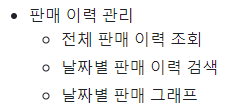 판매 이력 관리
전체 판매 이력 조회
날짜별 판매 이력 검색
날짜별 판매 그래프